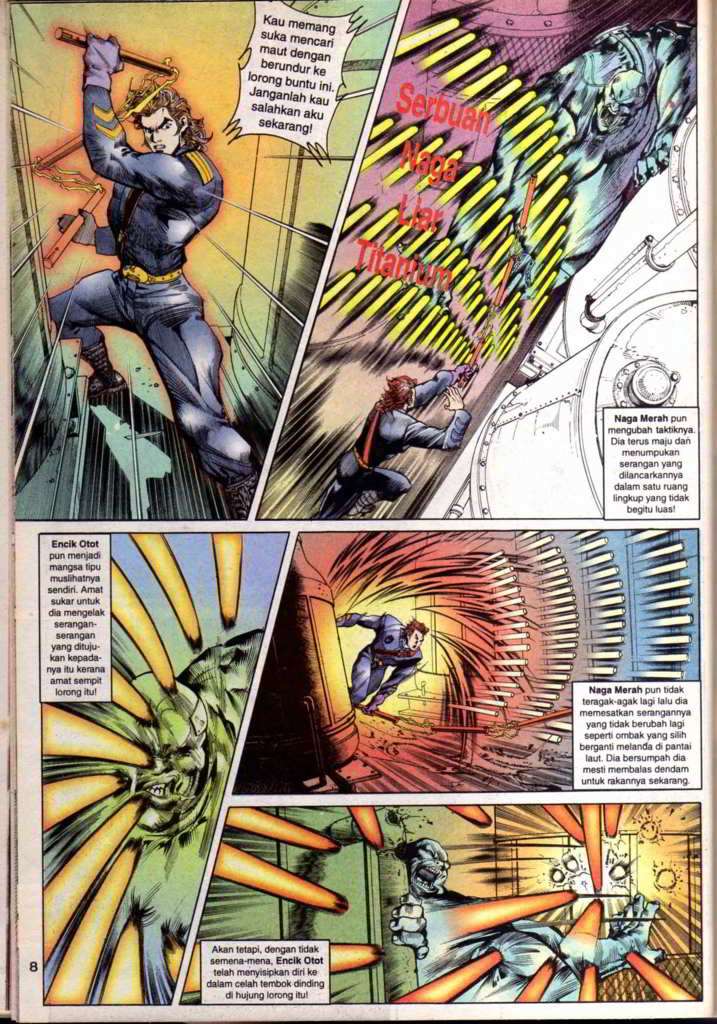 Kau memang
suka mencari
maut dengan
berundur ke
lorong buntu ini.
Janganlah kau
salahkan aku
sekarang!
Serbuan
Naga
Liar
Titanium
Naga Merah pun
mengubah taktiknya.
Dia terus maju dan
menumpukan
serangan yang
dilancarkannya
dalam satu ruang
lingkup yang tidak
begitu luas!
Encik Otot
pun menjadi
mangsa tipu
muslihatnya
sendiri. Amat
sukar untuk
dia mengelak
serangan-
serangan
yang dituju-
kan kepada-
nya itu kerana
amat sempit
lorong itu!
Naga Merah pun tidak
teragak-agak lagi lalu dia
memesatkan serangannya
yang tidak berubah lagi
seperti ombak yang silih
berganti melanda di pantai
laut. Dia bersumpah dia
mesti membalas dendam
untuk rakannya sekarang.
Akan tetapi, dengan tidak
semena-mena, Encik Otot
telah menyisipkan diri ke
dalam celah tembok dinding
di hujung lorong itu!
8